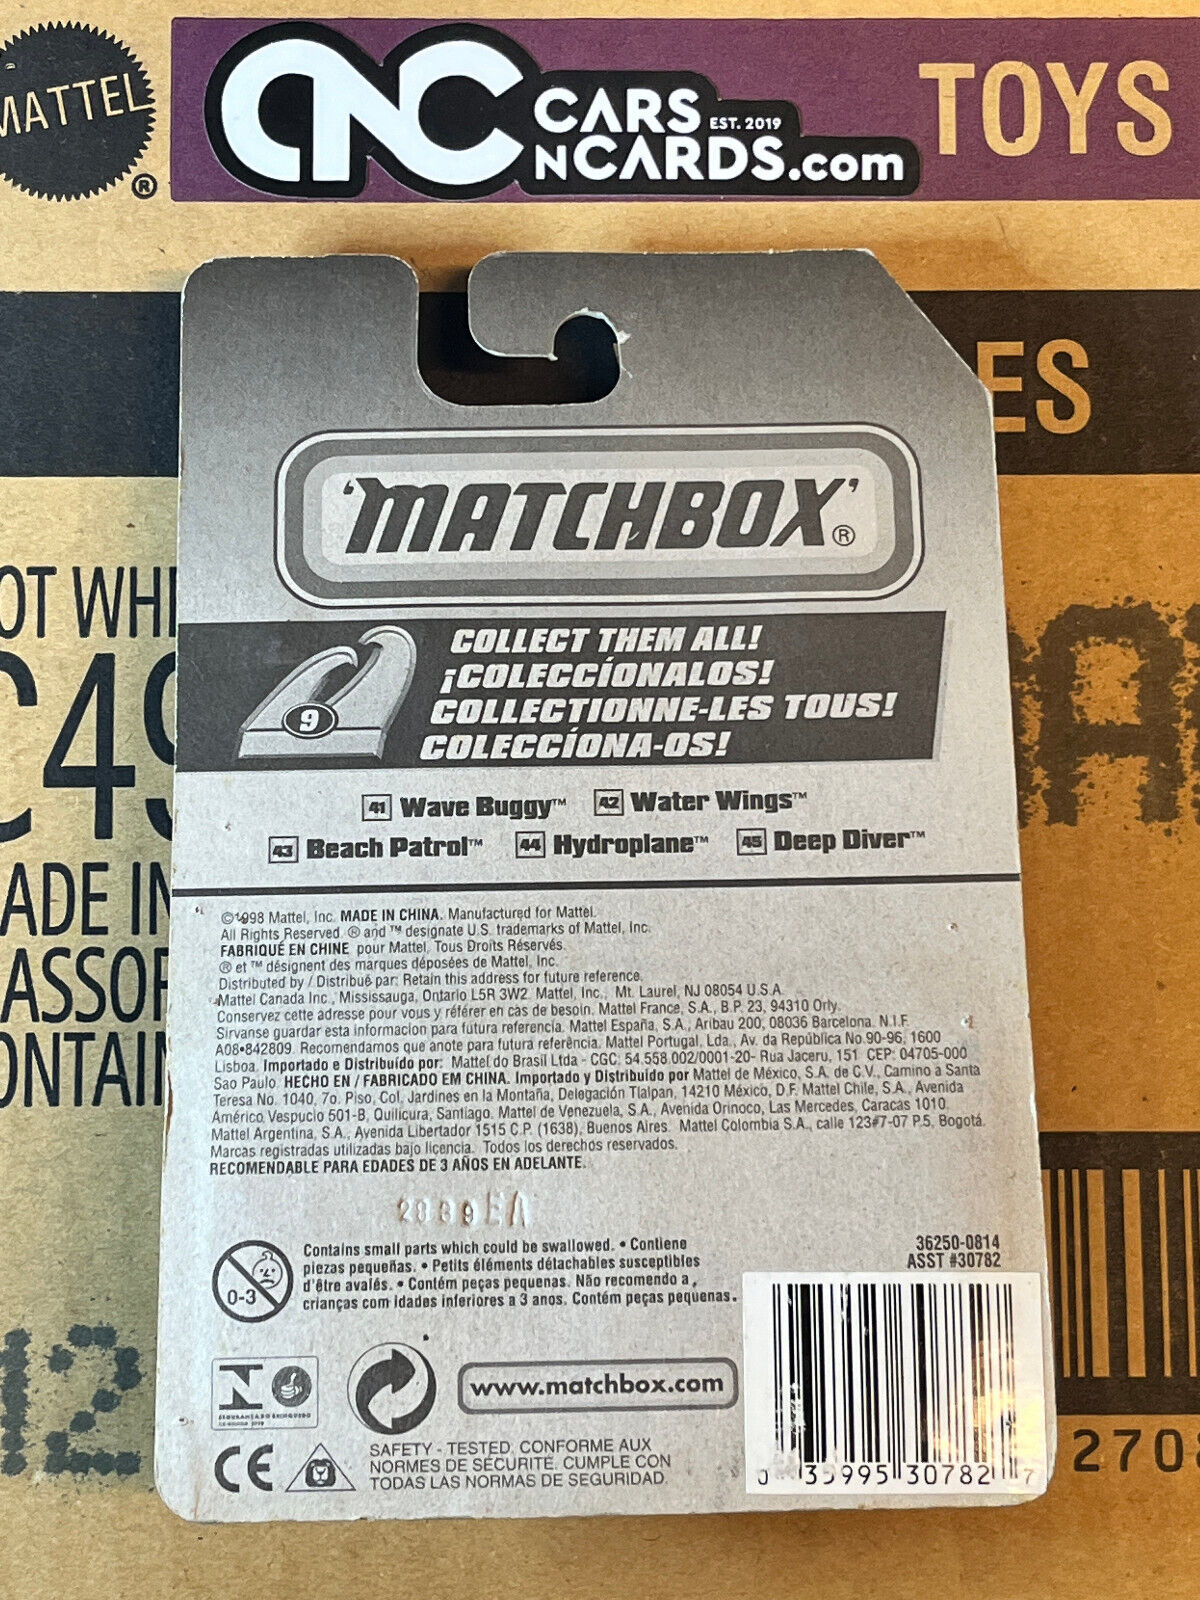 MATTEL
®
CNC CARS EST. 2019
NCARDS.com
TOYS
ES
OT WH
C49
ADE IN
ASSOR
ONTAI
12
2708
'MATCHBOX'®
9
COLLECT THEM ALL!
¡COLECCÍONALOS!
COLLECTIONNE-LES TOUS!
COLECCÍONA-OS!
41 Wave Buggy™ 42 Water Wings™
43 Beach Patrol™ 44 Hydroplane™ 45 Deep Diver™
©1998 Mattel, Inc. MADE IN CHINA. Manufactured for Mattel.
All Rights Reserved. ® and ™ designate U.S. trademarks of Mattel, Inc.
FABRIQUÉ EN CHINE pour Mattel. Tous Droits Réservés.
® et ™ désignent des marques déposées de Mattel, Inc.
Distributed by / Distribué par: Retain this address for future reference.
Mattel Canada Inc., Mississauga, Ontario L5R 3W2. Mattel, Inc., Mt. Laurel, NJ 08054 U.S.A.
Conservez cette adresse pour vous y référer en cas de besoin. Mattel France, S.A., B.P. 23, 94310 Orly.
Sirvanse guardar esta informacion para futura referencia. Mattel España, S.A., Aribau 200, 08036 Barcelona. N.I.F.
A08•842809. Recomendamos que anote para futura referência. Mattel Portugal, Lda., Av. da República No.90-96, 1600
Lisboa. Importado e Distribuído por: Mattel do Brasil Ltda - CGC: 54.558.002/0001-20- Rua Jaceru, 151 CEP: 04705-000
Sao Paulo. HECHO EN / FABRICADO EM CHINA. Importado y Distribuido por Mattel de México, S.A. de C.V., Camino a Santa
Teresa No. 1040, 7o. Piso, Col. Jardines en la Montaña, Delegación Tlalpan, 14210 México, D.F. Mattel Chile, S.A., Avenida
Américo Vespucio 501-B, Quilicura, Santiago. Mattel de Venezuela, S.A., Avenida Orinoco, Las Mercedes, Caracas 1010.
Mattel Argentina, S.A., Avenida Libertador 1515 C.P. (1638), Buenos Aires. Mattel Colombia S.A., calle 123#7-07 P.5, Bogotá.
Marcas registradas utilizadas bajo licencia. Todos los derechos reservados.
RECOMENDABLE PARA EDADES DE 3 AÑOS EN ADELANTE.
0-3
Contains small parts which could be swallowed. • Contiene
piezas pequeñas. • Petits éléments détachables susceptibles
d'être avalés. • Contém peças pequenas. Não recomendo a
crianças com idades inferiores a 3 anos. Contém peças pequenas.
36250-0814
ASST #30782
www.matchbox.com
CE
SAFETY - TESTED. CONFORME AUX
NORMES DE SÉCURITÉ. CUMPLE CON
TODAS LAS NORMAS DE SEGURIDAD.
0 35995 30782 7